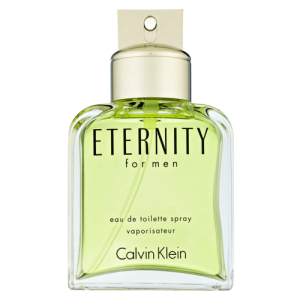 ETERNITY
for men
eau de toilette spray
vaporisateur
Calvin Klein